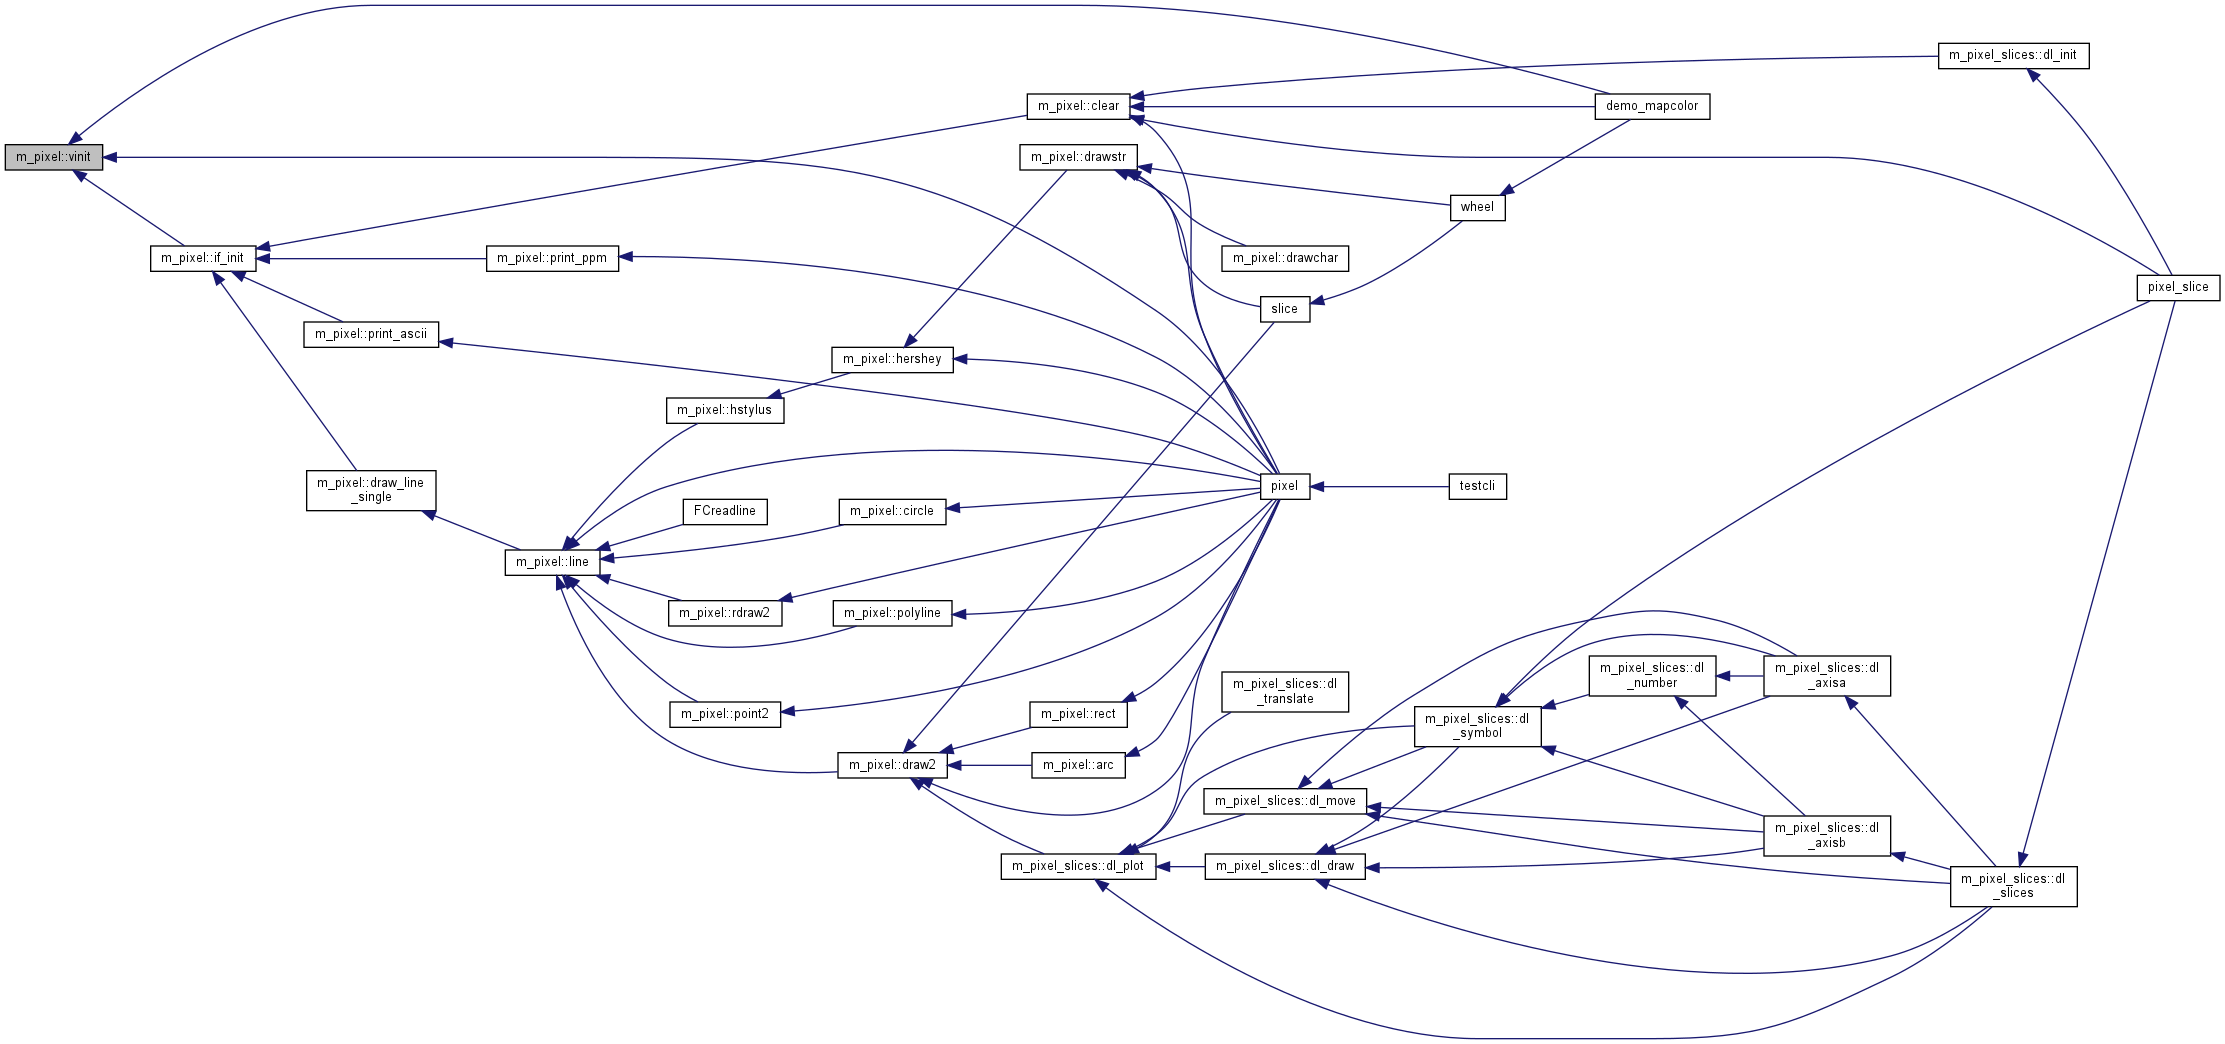 m_pixel_slices::dl_init
m_pixel::clear
demo_mapcolor
m_pixel::vinit
m_pixel::drawstr
wheel
m_pixel::if_init
m_pixel::print_ppm
m_pixel::drawchar
pixel_slice
slice
m_pixel::print_ascii
m_pixel::hershey
m_pixel::hstylus
m_pixel::draw_line
_single
pixel
testcli
FCreadline
m_pixel::circle
m_pixel::line
m_pixel::rdraw2
m_pixel::polyline
m_pixel_slices::dl
_number
m_pixel_slices::dl
_axisa
m_pixel_slices::dl
_translate
m_pixel::point2
m_pixel::rect
m_pixel_slices::dl
_symbol
m_pixel::draw2
m_pixel::arc
m_pixel_slices::dl_move
m_pixel_slices::dl
_axisb
m_pixel_slices::dl_plot
m_pixel_slices::dl_draw
m_pixel_slices::dl
_slices